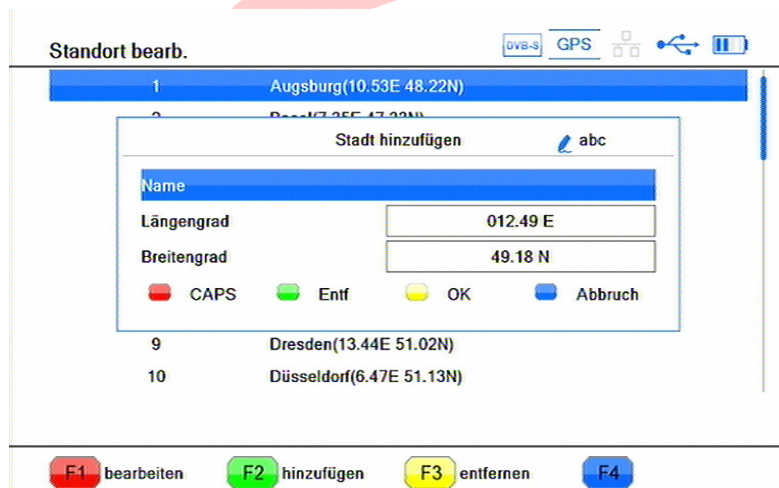 Standort bearb.
DVB-S GPS
1 Augsburg(10.53E 48.22N)
Stadt hinzufügen abc
Name
Längengrad 012.49 E
Breitengrad 49.18 N
CAPS Entf OK Abbruch
9 Dresden(13.44E 51.02N)
10 Düsseldorf(6.47E 51.13N)
F1 bearbeiten F2 hinzufügen F3 entfernen F4